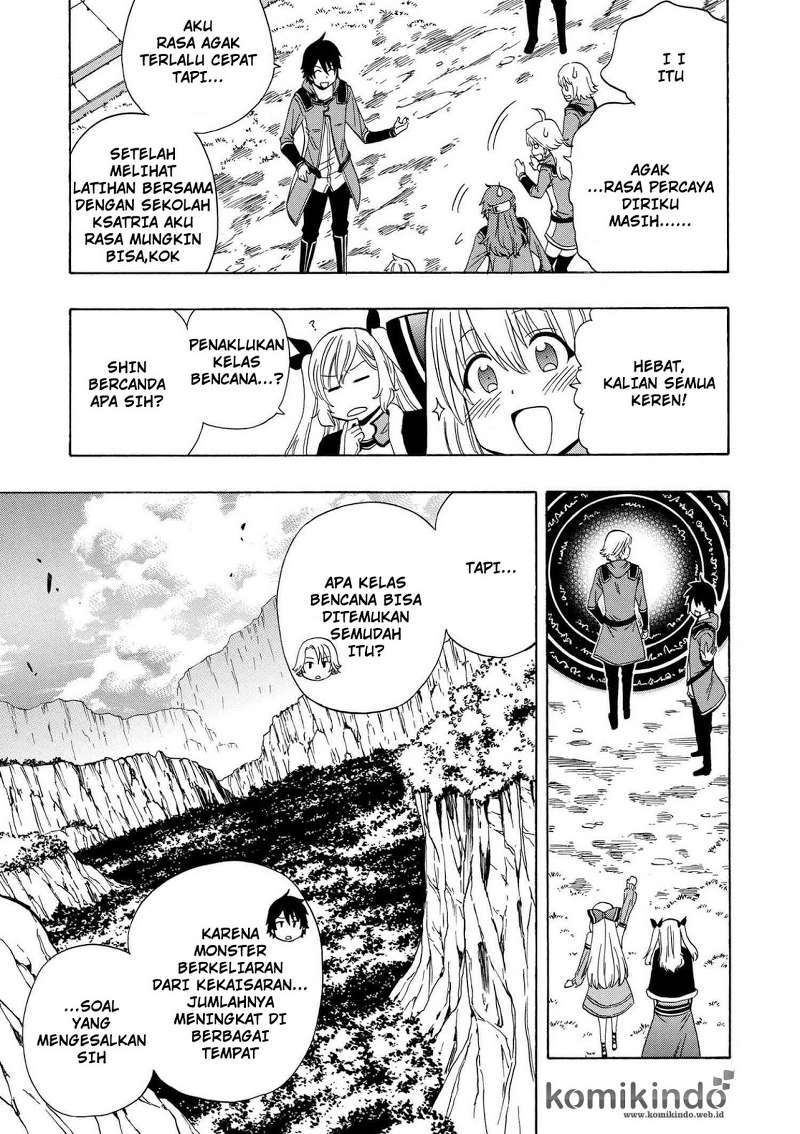 I I
ITU
AGAK
...RASA PERCAYA
DIRIKU
MASIH......
AKU
RASA AGAK
TERLALU CEPAT
TAPI...
SETELAH
MELIHAT
LATIHAN BERSAMA
DENGAN SEKOLAH
KSATRIA AKU
RASA MUNGKIN
BISA,KOK
HEBAT,
KALIAN SEMUA
KEREN!
?
PENAKLUKAN
KELAS
BENCANA...?
SHIN
BERCANDA
APA SIH?
TAPI...
APA KELAS
BENCANA BISA
DITEMUKAN
SEMUDAH
ITU?
KARENA
MONSTER
BERKELIARAN
DARI KEKAISARAN...
JUMLAHNYA
MENINGKAT DI
BERBAGAI
TEMPAT
...SOAL
YANG
MENGESALKAN
SIH
komikindo
www.komikindo.web.id